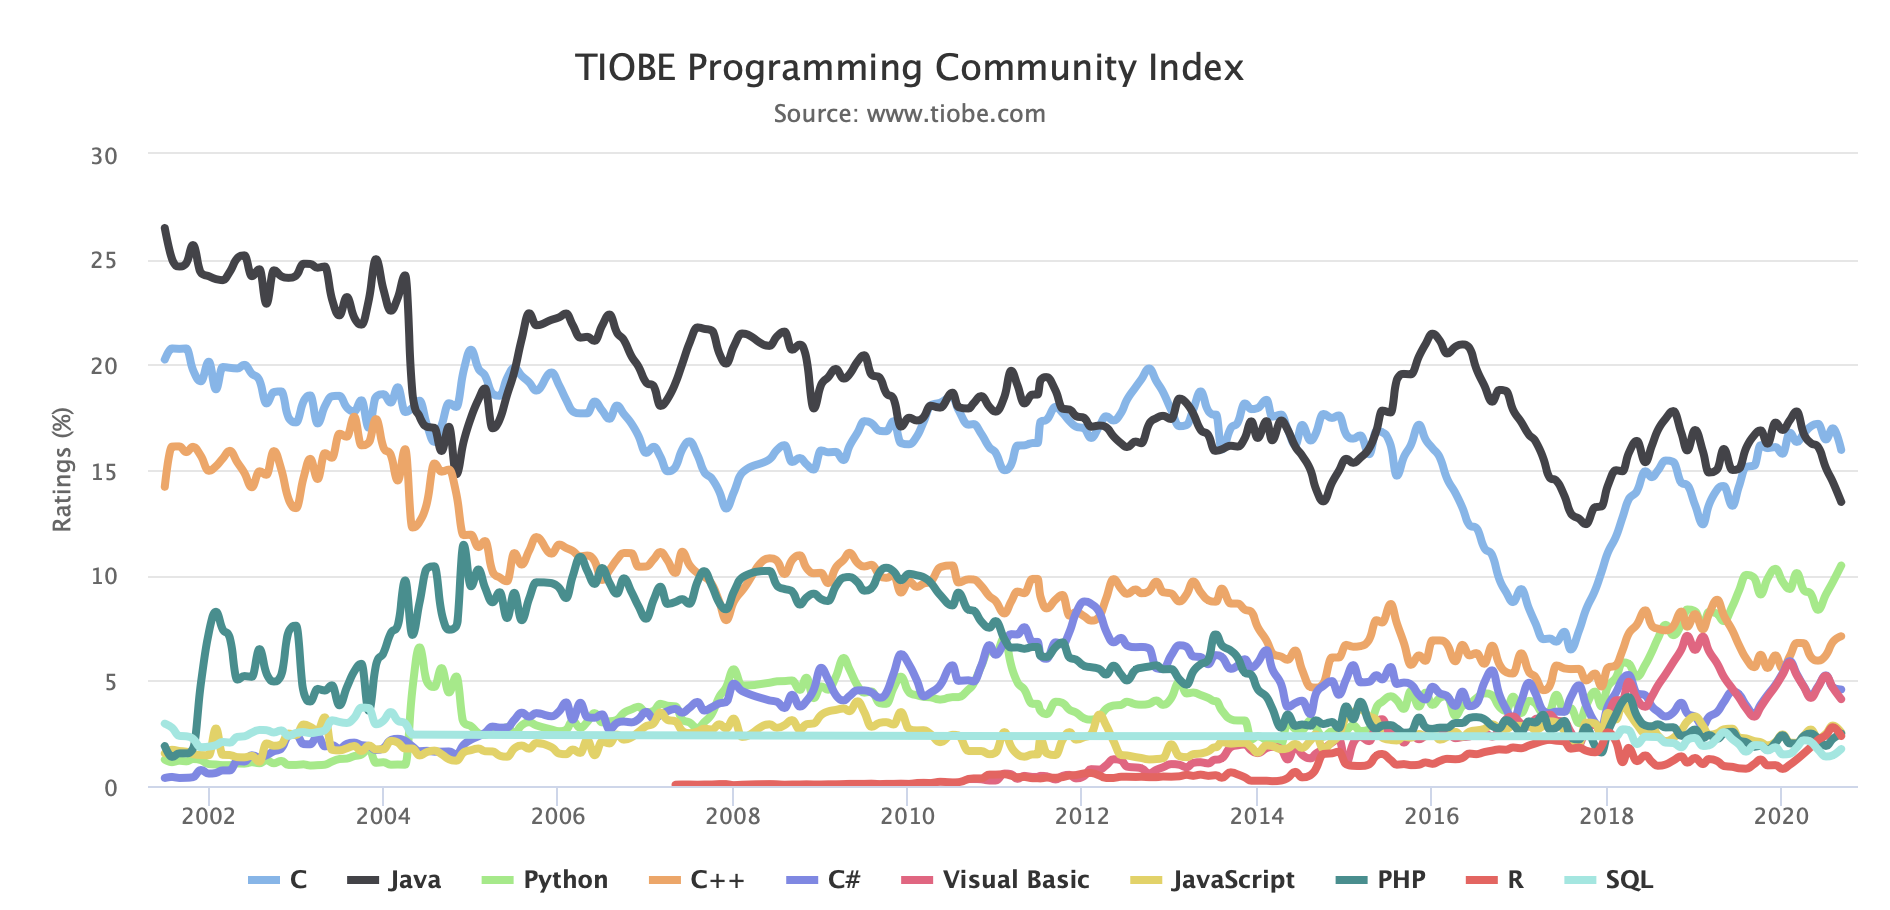 TIOBE Programming Community Index
Source: www.tiobe.com
Ratings (%)
30
25
20
15
10
5
0
2002 2004 2006 2008 2010 2012 2014 2016 2018 2020
C Java Python C++ C# Visual Basic JavaScript PHP R SQL